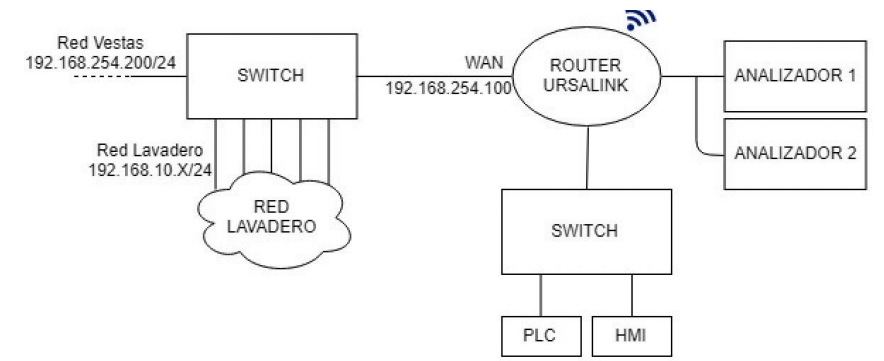 Red Vestas
192.168.254.200/24
SWITCH
WAN
192.168.254.100
ROUTER
URSALINK
ANALIZADOR 1
ANALIZADOR 2
Red Lavadero
192.168.10.X/24
RED
LAVADERO
SWITCH
PLC
HMI